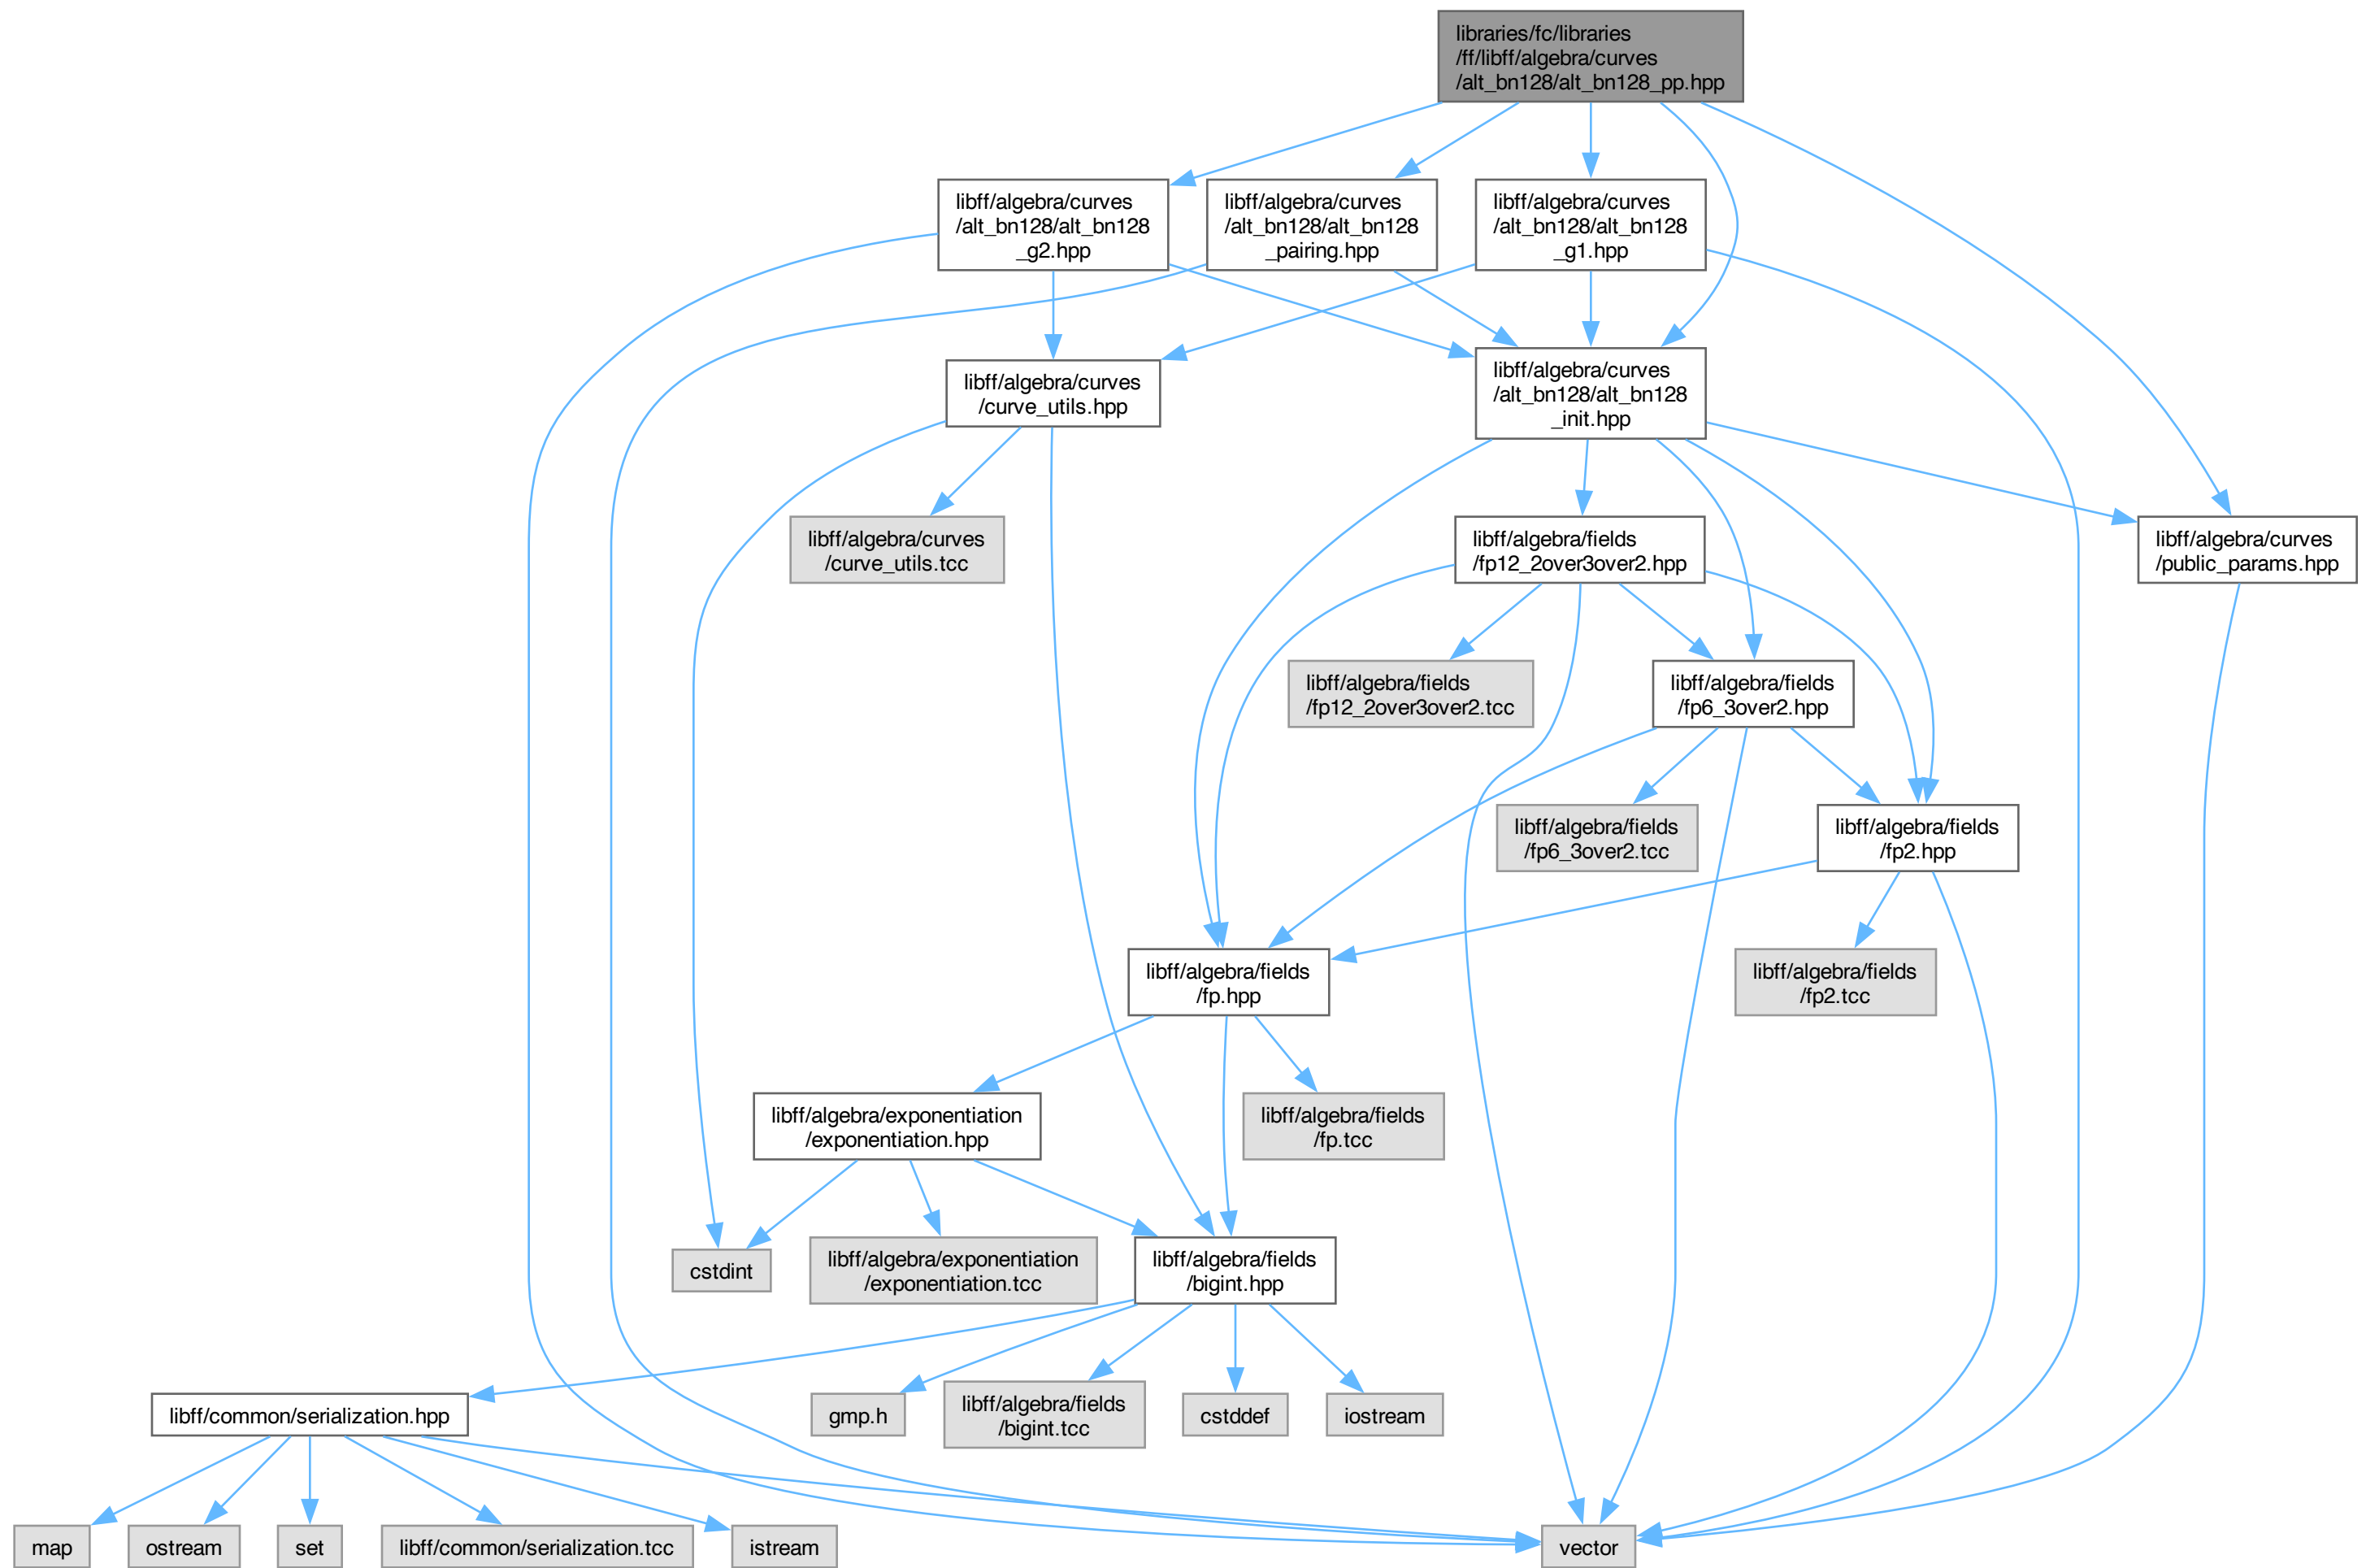 libraries/fc/libraries
/ff/libff/algebra/curves
/alt_bn128/alt_bn128_pp.hpp
libff/algebra/curves
/alt_bn128/alt_bn128
_g2.hpp
libff/algebra/curves
/alt_bn128/alt_bn128
_pairing.hpp
libff/algebra/curves
/alt_bn128/alt_bn128
_g1.hpp
libff/algebra/curves
/curve_utils.hpp
libff/algebra/curves
/alt_bn128/alt_bn128
_init.hpp
libff/algebra/curves
/curve_utils.tcc
libff/algebra/fields
/fp12_2over3over2.hpp
libff/algebra/curves
/public_params.hpp
libff/algebra/fields
/fp12_2over3over2.tcc
libff/algebra/fields
/fp6_3over2.hpp
libff/algebra/fields
/fp6_3over2.tcc
libff/algebra/fields
/fp2.hpp
libff/algebra/fields
/fp.hpp
libff/algebra/fields
/fp2.tcc
libff/algebra/exponentiation
/exponentiation.hpp
libff/algebra/fields
/fp.tcc
cstdint
libff/algebra/exponentiation
/exponentiation.tcc
libff/algebra/fields
/bigint.hpp
libff/common/serialization.hpp
gmp.h
libff/algebra/fields
/bigint.tcc
cstddef
iostream
map
ostream
set
libff/common/serialization.tcc
istream
vector